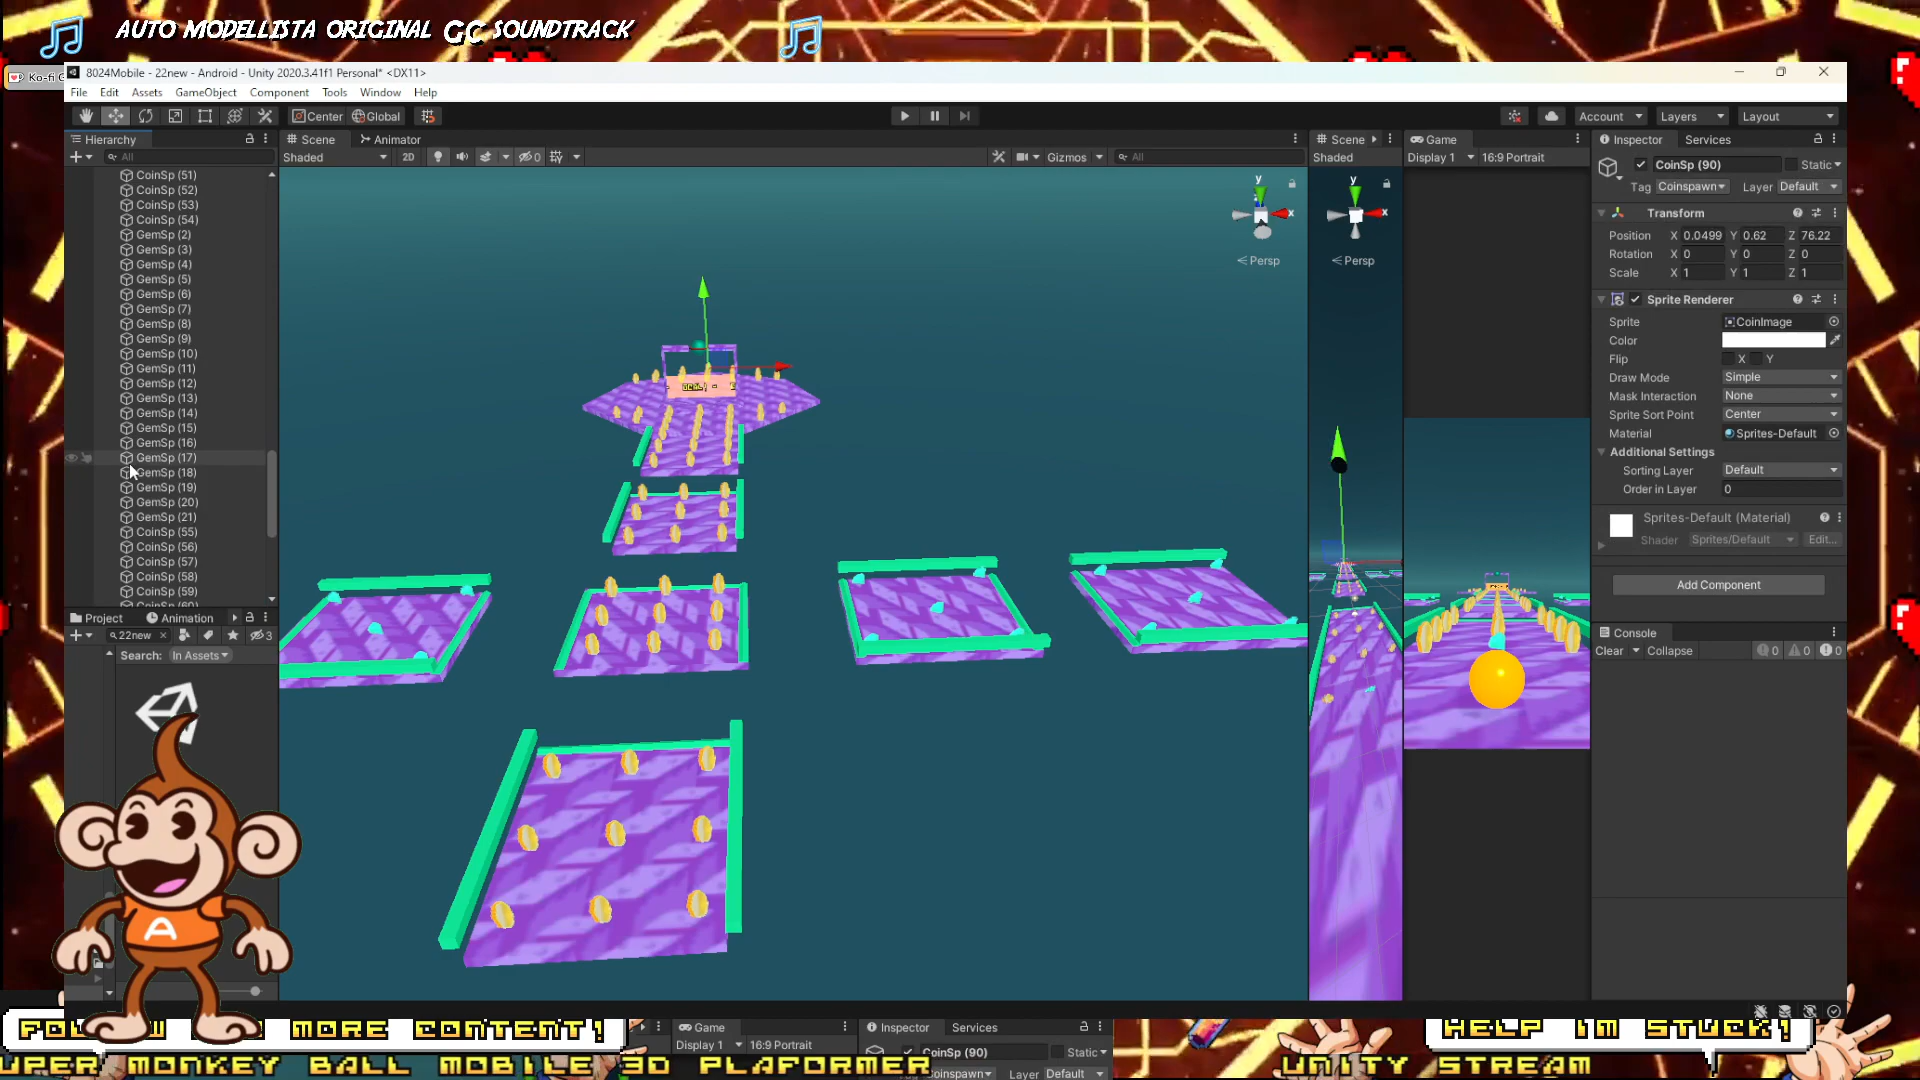 AUTO MODELLISTA ORIGINAL GC SOUNDTRACK
Ko-fi
8024Mobile - 22new - Android - Unity 2020.3.41f1 Personal* <DX11>
File Edit Assets GameObject Component Tools Window Help
Center Global
Account Layers Layout
Hierarchy
All
Scene Animator
Shaded 2D 0 Gizmos All
Scene
Shaded
Game
Display 1 16:9 Portrait
Inspector Services
CoinSp (51)
CoinSp (52)
CoinSp (53)
CoinSp (54)
GemSp (2)
GemSp (3)
GemSp (4)
GemSp (5)
GemSp (6)
GemSp (7)
GemSp (8)
GemSp (9)
GemSp (10)
GemSp (11)
GemSp (12)
GemSp (13)
GemSp (14)
GemSp (15)
GemSp (16)
GemSp (17)
GemSp (18)
GemSp (19)
GemSp (20)
GemSp (21)
CoinSp (55)
CoinSp (56)
CoinSp (57)
CoinSp (58)
CoinSp (59)
CoinSp (60)
y
x
Persp
y
x
Persp
CoinSp (90) Static
Tag Coinspawn Layer Default
Transform
Position X 0.0499 Y 0.62 Z 76.22
Rotation X 0 Y 0 Z 0
Scale X 1 Y 1 Z 1
Sprite Renderer
Sprite CoinImage
Color
Flip X Y
Draw Mode Simple
Mask Interaction None
Sprite Sort Point Center
Material Sprites-Default
Additional Settings
Sorting Layer Default
Order in Layer 0
Sprites-Default (Material)
Shader Sprites/Default Edit...
Add Component
Console
Clear Collapse 0 0 0
Project Animation
22new 3
Search: In Assets
A
MORE CONTENT!
Game
Display 1 16:9 Portrait
Inspector Services
CoinSp (90) Static
Layer Default
HELP IM STUCK!
UPER MONKEY BALL MOBILE 3D PLAFORMER
UNITY STREAM